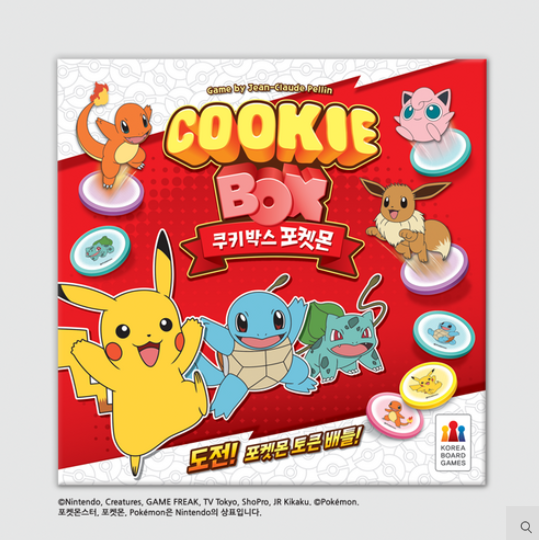 Game by Jean-Claude Pellin
COOKIE
BOX
쿠키박스 포켓몬
도전! 포켓몬 토큰 배틀!
KOREA
BOARD
GAMES
©Nintendo, Creatures, GAME FREAK, TV Tokyo, ShoPro, JR Kikaku. ©Pokémon.
포켓몬스터, 포켓몬, Pokémon은 Nintendo의 상표입니다.